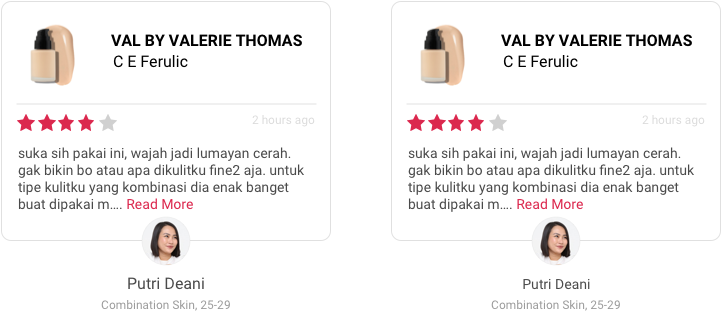 VAL BY VALERIE THOMAS
C E Ferulic
2 hours ago
suka sih pakai ini, wajah jadi lumayan cerah.
gak bikin bo atau apa dikulitku fine2 aja. untuk
tipe kulitku yang kombinasi dia enak banget
buat dipakai m.... Read More
Putri Deani
Combination Skin, 25-29
VAL BY VALERIE THOMAS
C E Ferulic
2 hours ago
suka sih pakai ini, wajah jadi lumayan cerah.
gak bikin bo atau apa dikulitku fine2 aja. untuk
tipe kulitku yang kombinasi dia enak banget
buat dipakai m.... Read More
Putri Deani
Combination Skin, 25-29